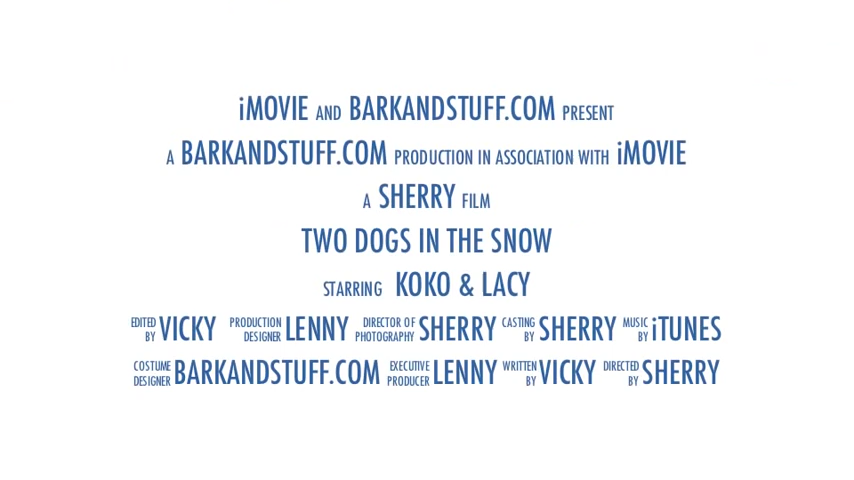 iMOVIE AND BARKANDSTUFF.COM PRESENT
A BARKANDSTUFF.COM PRODUCTION IN ASSOCIATION WITH iMOVIE
A SHERRY FILM
TWO DOGS IN THE SNOW
STARRING KOKO & LACY
EDITED BY VICKY PRODUCTION DESIGNER LENNY DIRECTOR OF PHOTOGRAPHY SHERRY CASTING BY SHERRY MUSIC BY iTUNES
COSTUME DESIGNER BARKANDSTUFF.COM EXECUTIVE PRODUCER LENNY WRITTEN BY VICKY DIRECTED BY SHERRY